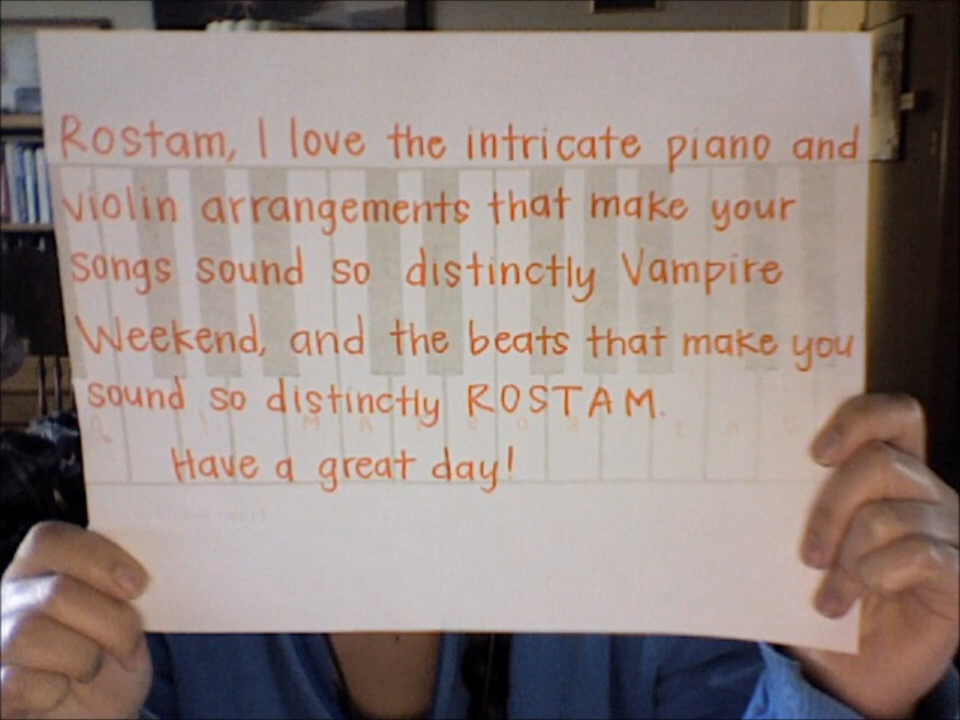 Rostam, I love the intricate piano and
violin arrangements that make your
songs sound so distinctly Vampire
Weekend, and the beats that make you
sound so distinctly ROSTAM.
Have a great day!